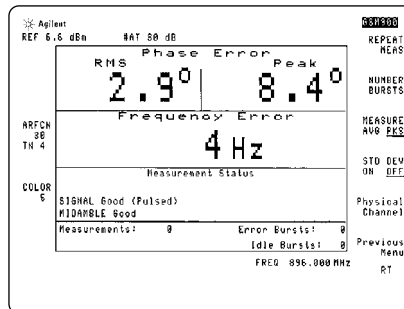 Agilent
REF 6.6 dBm #AT 80 dB
GSM900
Phase Error
RMS Peak
2.9° 8.4°
Frequency Error
4 Hz
Measurement Status
SIGNAL Good (Pulsed)
MIDAMBLE Good
Measurements: 0 Error Bursts: 0
Idle Bursts: 0
FREQ 896.000 MHz
ARFCN
30
TN 4
COLOR
6
REPEAT
MEAS
NUMBER
BURSTS
MEASURE
AVG PKS
STD DEV
ON OFF
Physical
Channel
Previous
Menu
RT